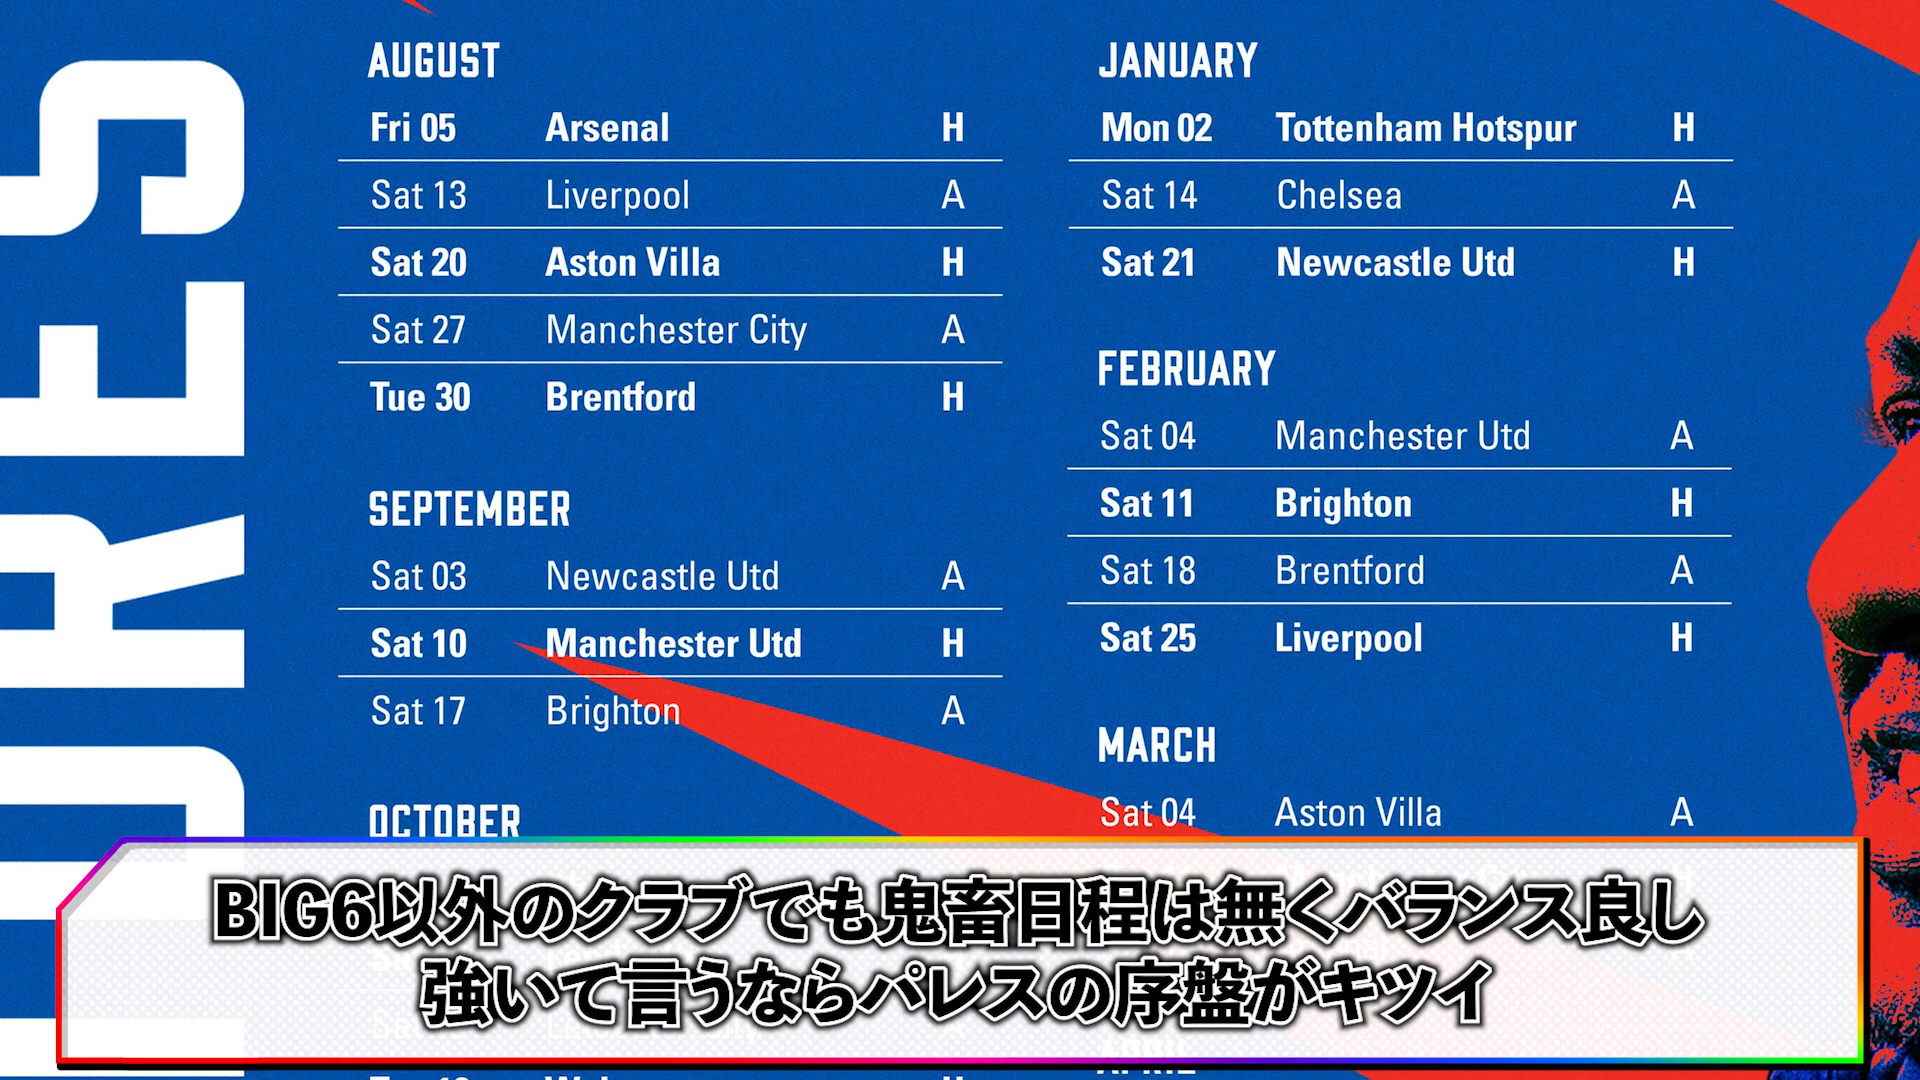 URES
AUGUST
Fri 05 Arsenal H
Sat 13 Liverpool A
Sat 20 Aston Villa H
Sat 27 Manchester City A
Tue 30 Brentford H
SEPTEMBER
Sat 03 Newcastle Utd A
Sat 10 Manchester Utd H
Sat 17 Brighton A
OCTOBER
JANUARY
Mon 02 Tottenham Hotspur H
Sat 14 Chelsea A
Sat 21 Newcastle Utd H
FEBRUARY
Sat 04 Manchester Utd A
Sat 11 Brighton H
Sat 18 Brentford A
Sat 25 Liverpool H
MARCH
Sat 04 Aston Villa A
BIG6以外のクラブでも鬼畜日程は無くバランス良し
強いて言うならパレスの序盤がキツイ